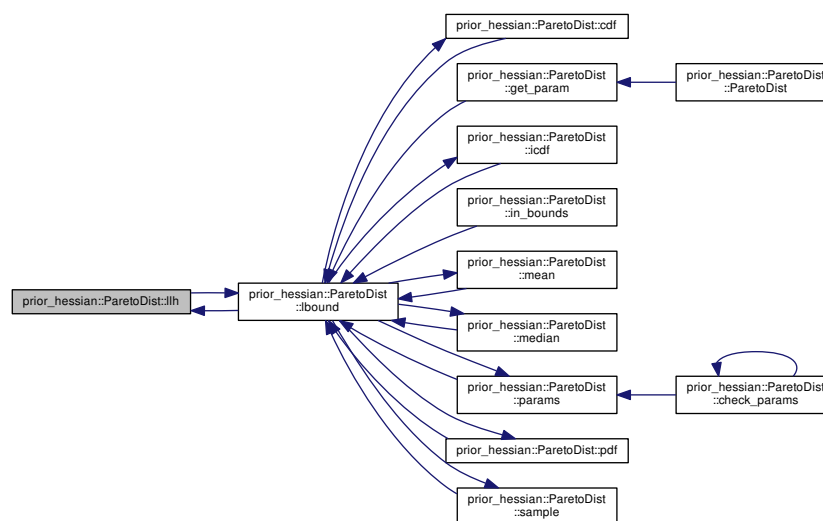 prior_hessian::ParetoDist::cdf
prior_hessian::ParetoDist
::get_param
prior_hessian::ParetoDist
::ParetoDist
prior_hessian::ParetoDist
::icdf
prior_hessian::ParetoDist
::in_bounds
prior_hessian::ParetoDist
::mean
prior_hessian::ParetoDist::llh
prior_hessian::ParetoDist
::lbound
prior_hessian::ParetoDist
::median
prior_hessian::ParetoDist
::params
prior_hessian::ParetoDist
::check_params
prior_hessian::ParetoDist::pdf
prior_hessian::ParetoDist
::sample